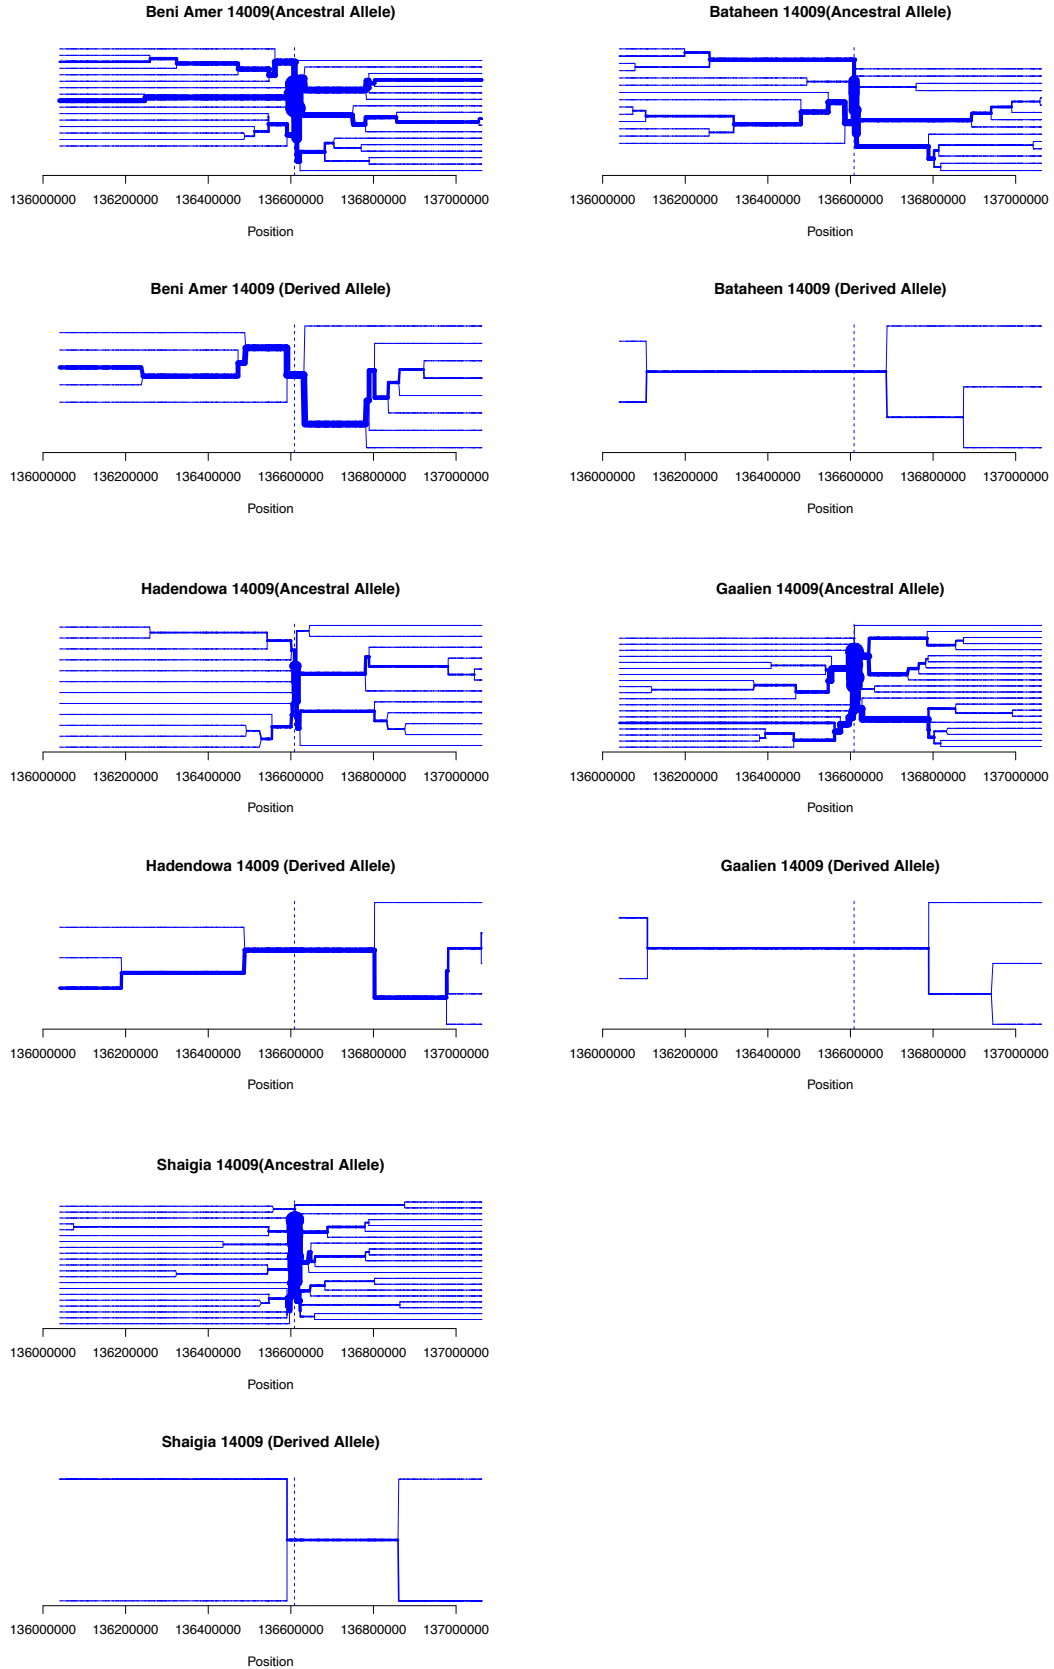 Beni Amer 14009(Ancestral Allele)
136000000 136200000 136400000 136600000 136800000 137000000
Position
Bataheen 14009(Ancestral Allele)
136000000 136200000 136400000 136600000 136800000 137000000
Position
Beni Amer 14009 (Derived Allele)
136000000 136200000 136400000 136600000 136800000 137000000
Position
Bataheen 14009 (Derived Allele)
136000000 136200000 136400000 136600000 136800000 137000000
Position
Hadendowa 14009(Ancestral Allele)
136000000 136200000 136400000 136600000 136800000 137000000
Position
Gaalien 14009(Ancestral Allele)
136000000 136200000 136400000 136600000 136800000 137000000
Position
Hadendowa 14009 (Derived Allele)
136000000 136200000 136400000 136600000 136800000 137000000
Position
Gaalien 14009 (Derived Allele)
136000000 136200000 136400000 136600000 136800000 137000000
Position
Shaigia 14009(Ancestral Allele)
136000000 136200000 136400000 136600000 136800000 137000000
Position
Shaigia 14009 (Derived Allele)
136000000 136200000 136400000 136600000 136800000 137000000
Position